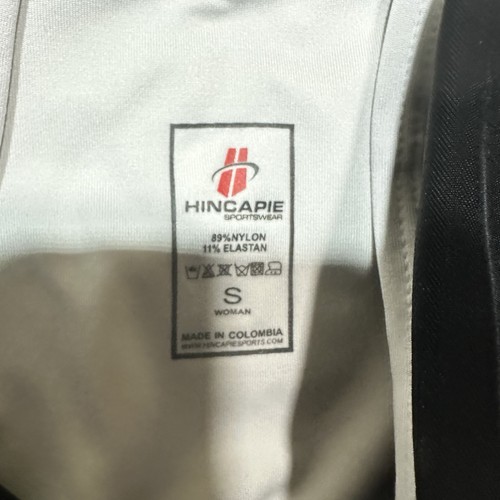 HINCAPIE
SPORTSWEAR
89%NYLON
11% ELASTAN
S
WOMAN
MADE IN COLOMBIA
WWW.HINCAPIESPORTS.COM